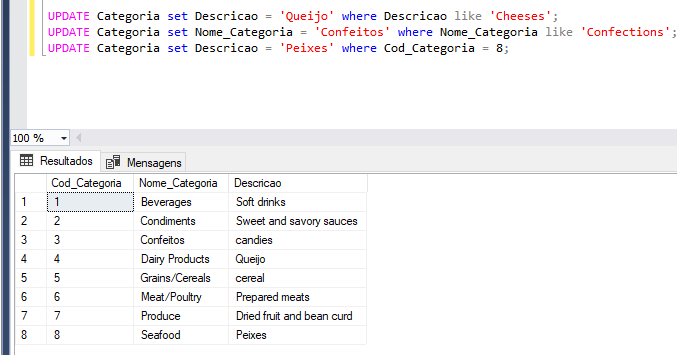 UPDATE Categoria set Descricao = 'Queijo' where Descricao like 'Cheeses';
UPDATE Categoria set Nome_Categoria = 'Confeitos' where Nome_Categoria like 'Confections';
UPDATE Categoria set Descricao = 'Peixes' where Cod_Categoria = 8;
100 %
Resultados Mensagens
Cod_Categoria Nome_Categoria Descricao
1 1 Beverages Soft drinks
2 2 Condiments Sweet and savory sauces
3 3 Confeitos candies
4 4 Dairy Products Queijo
5 5 Grains/Cereals cereal
6 6 Meat/Poultry Prepared meats
7 7 Produce Dried fruit and bean curd
8 8 Seafood Peixes